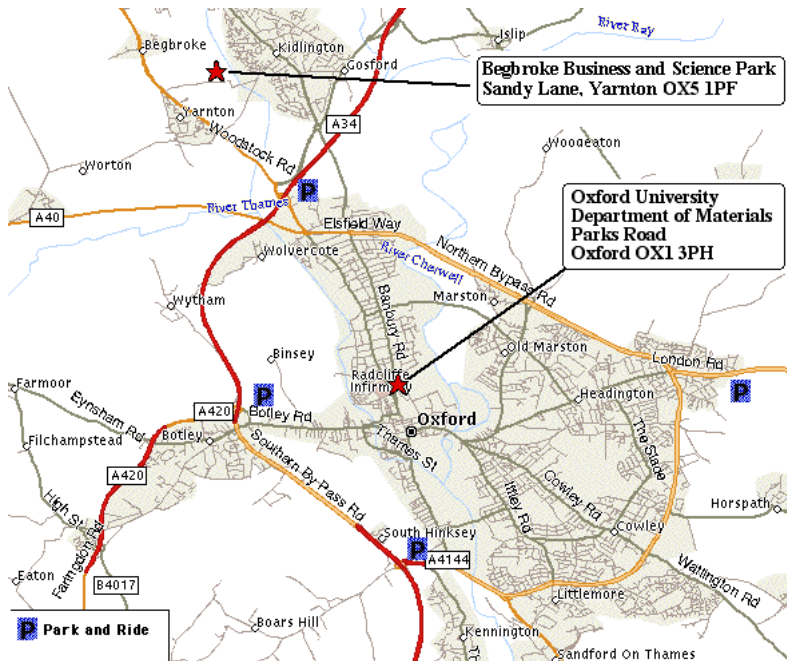 Islip
River Ray
Begbroke
Kidlington
Gosford
Begbroke Business and Science Park
Sandy Lane, Yarnton OX5 1PF
Yarnton
A34
Woodstock Rd
Woodeaton
Worton
P
Oxford University
Department of Materials
Parks Road
Oxford OX1 3PH
River Thames
A40
Elsfield Way
Wolvercote
River Cherwell
Northern Bypass Rd
Marston
Wytham
Banbury Rd
Binsey
Old Marston
London Rd
Radcliffe
Infirmary
Farmoor
P
P
Headington
Eynsham Rd
A420
Botley Rd
Oxford
Filchampstead
Botley
Thames St
The Slade
A420
Southern By Pass Rd
Cowley Rd
Iffley Rd
High St
Horspath
South Hinksey
Cowley
P
A4144
Faringdon Rd
Watlington Rd
Eaton
B4017
Littlemore
P Park and Ride
Boars Hill
Kennington
Sandford On Thames